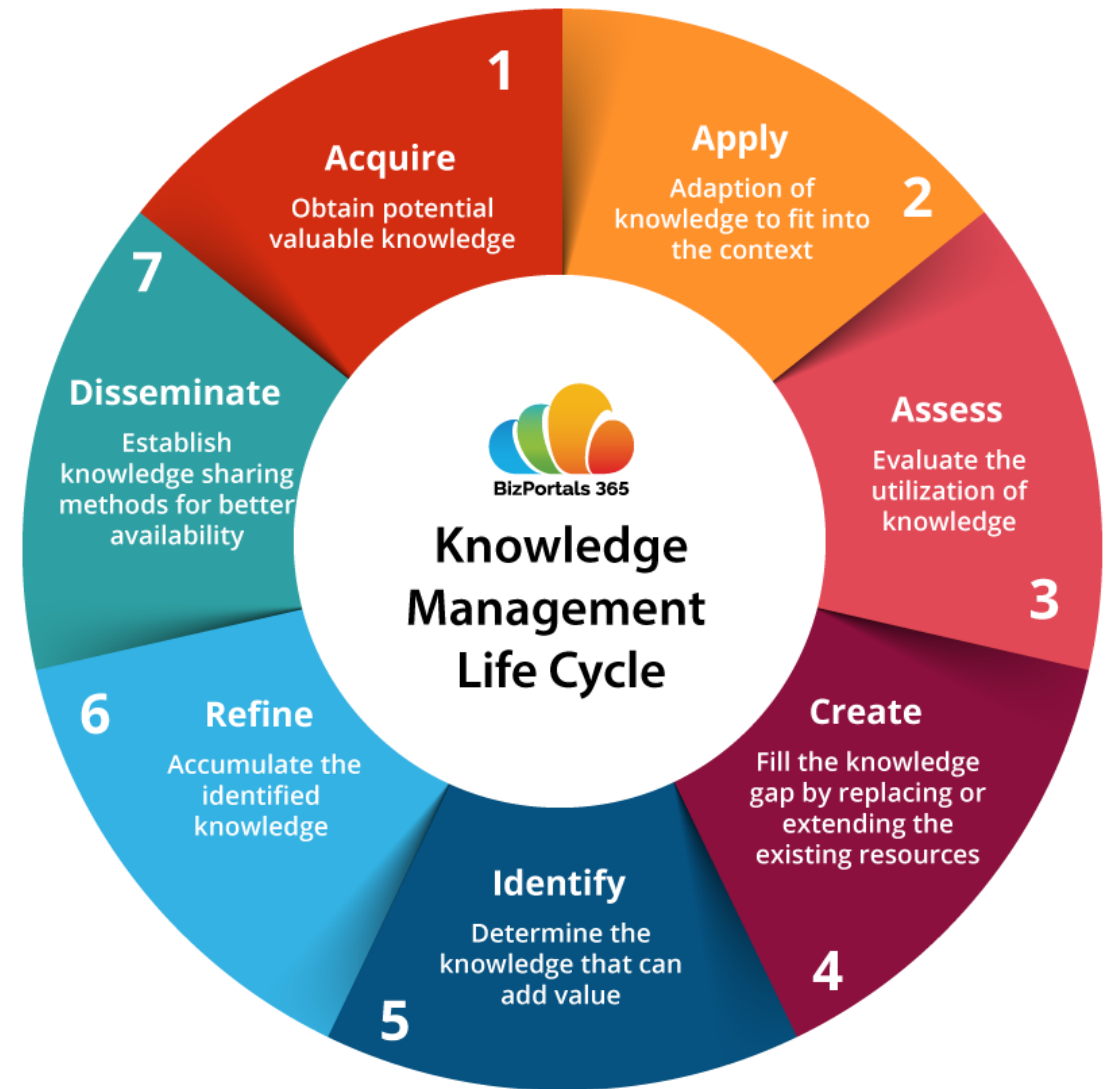 1
Acquire
Obtain potential
valuable knowledge
Apply
2
Adaption of
knowledge to fit into
the context
Assess
Evaluate the
utilization of
knowledge
3
Create
Fill the knowledge
gap by replacing or
extending the
existing resources
4
Identify
Determine the
knowledge that can
add value
5
6
Refine
Accumulate the
identified
knowledge
7
Disseminate
Establish
knowledge sharing
methods for better
availability
BizPortals 365
Knowledge
Management
Life Cycle